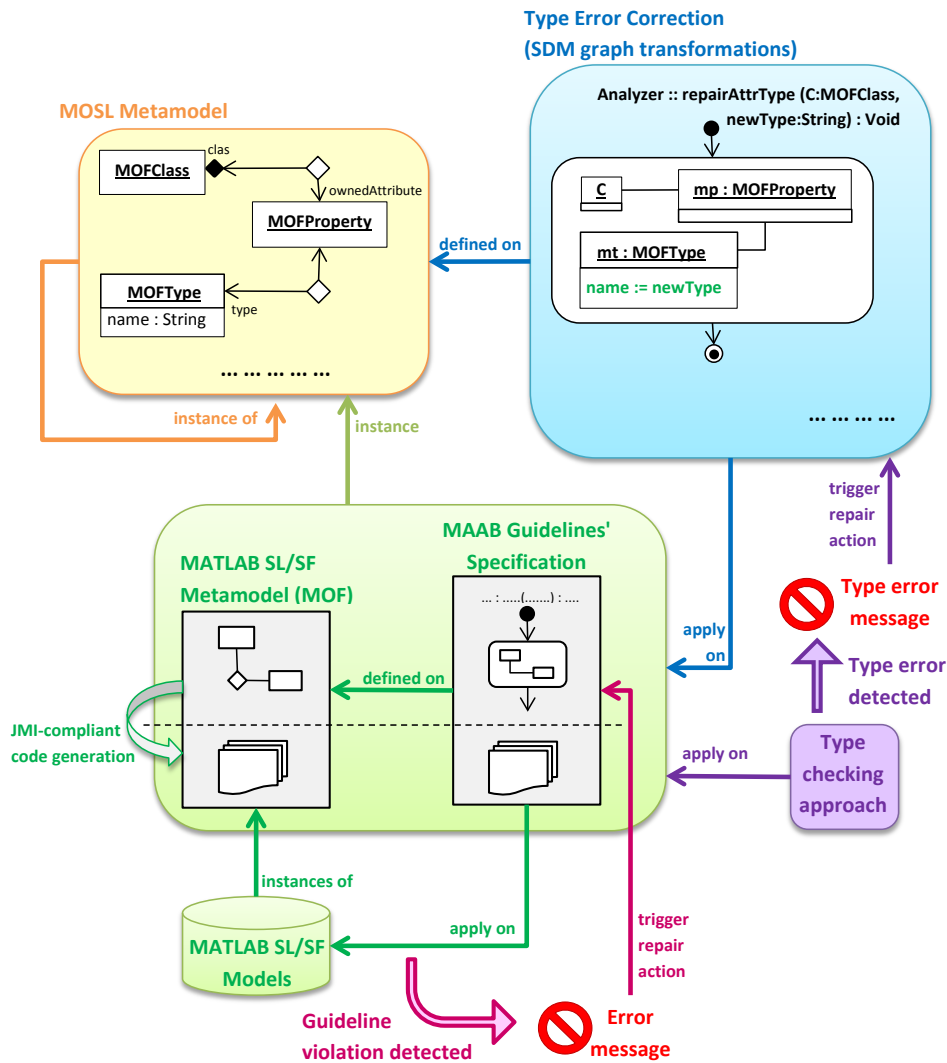 Type Error Correction
(SDM graph transformations)
Analyzer :: repairAttrType (C:MOFClass,
newType:String) : Void
C
mp : MOFProperty
mt : MOFType
name := newType
... ... ... ...
MOSL Metamodel
MOFClass
clas
ownedAttribute
MOFProperty
MOFType
name : String
type
... ... ... ... ...
defined on
instance of
instance
trigger
repair
action
Type error
message
Type error
detected
Type
checking
approach
apply on
apply
on
MATLAB SL/SF
Metamodel (MOF)
MAAB Guidelines'
Specification
... : .....(.......) : ....
defined on
JMI-compliant
code generation
instances of
MATLAB SL/SF
Models
apply on
trigger
repair
action
Guideline
violation detected
Error
message